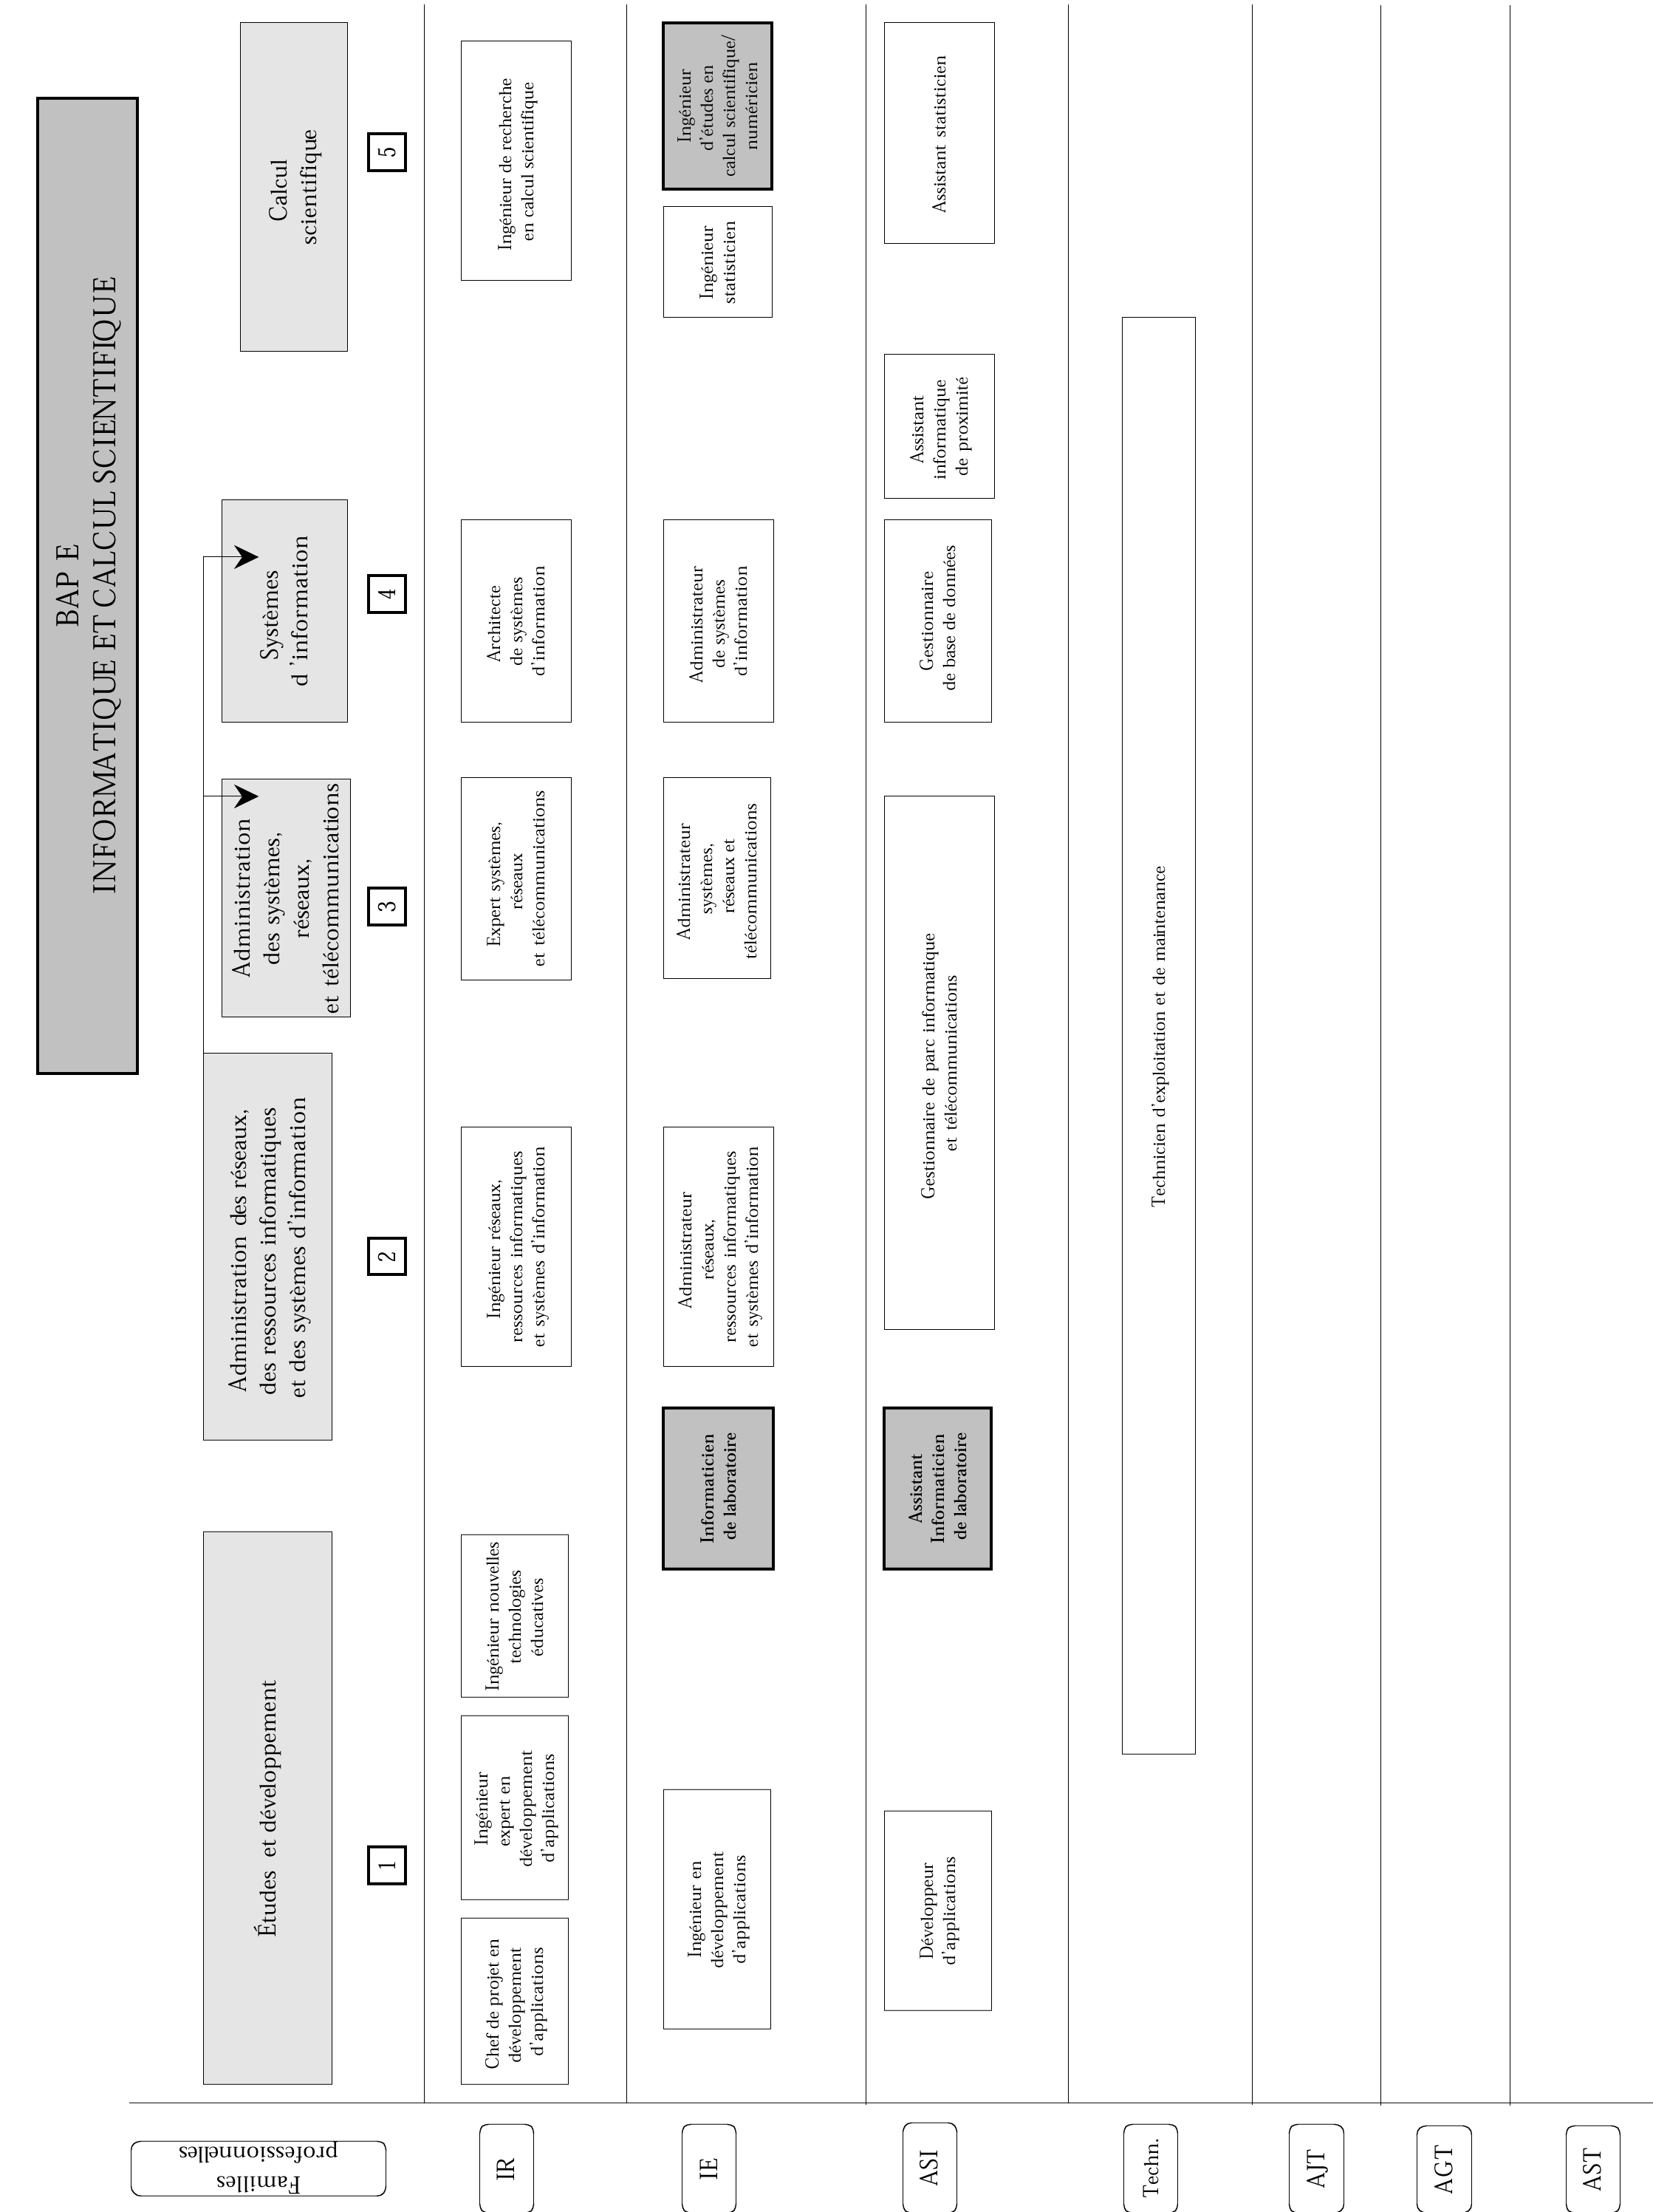 BAP E
INFORMATIQUE ET CALCUL SCIENTIFIQUE
Familles
professionnelles
Études et développement
Administration des réseaux,
des ressources informatiques
et des systèmes d'information
Administration
des systèmes,
réseaux,
et télécommunications
Systèmes
d 'information
Calcul
scientifique
1
2
3
4
5
IR
Chef de projet en
développement
d'applications
Ingénieur
expert en
développement
d'applications
Ingénieur nouvelles
technologies
éducatives
Ingénieur réseaux,
ressources informatiques
et systèmes d'information
Expert systèmes,
réseaux
et télécommunications
Architecte
de systèmes
d'information
Ingénieur de recherche
en calcul scientifique
IE
Ingénieur en
développement
d'applications
Informaticien
de laboratoire
Administrateur
réseaux,
ressources informatiques
et systèmes d'information
Administrateur
systèmes,
réseaux et
télécommunications
Administrateur
de systèmes
d'information
Ingénieur
statisticien
Ingénieur
d'études en
calcul scientifique/
numéricien
ASI
Développeur
d'applications
Assistant
Informaticien
de laboratoire
Gestionnaire de parc informatique
et télécommunications
Gestionnaire
de base de données
Assistant
informatique
de proximité
Assistant statisticien
Techn.
Technicien d'exploitation et de maintenance
AJT
AGT
AST